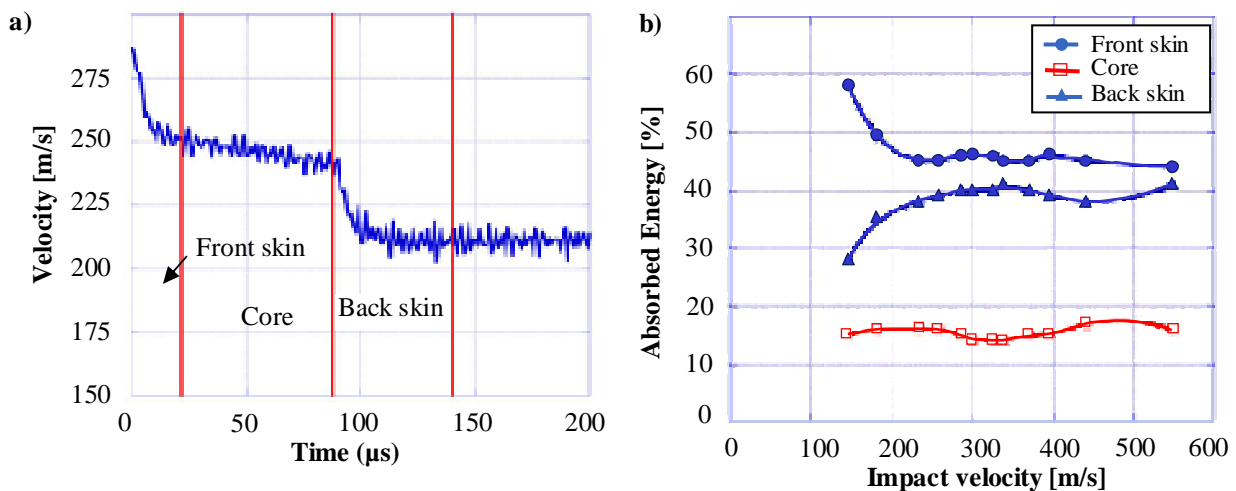 a)
Velocity [m/s]
275
250
225
200
175
150
Front skin
Core
Back skin
0
50
100
150
200
Time (µs)
b)
Absorbed Energy [%]
60
50
40
30
20
10
0
Front skin
Core
Back skin
0
100
200
300
400
500
600
Impact velocity [m/s]